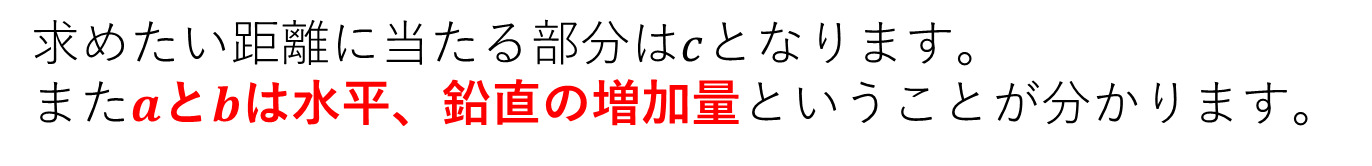 求めたい距離に当たる部分はcとなります。
またaとbは水平、鉛直の増加量ということが分かります。